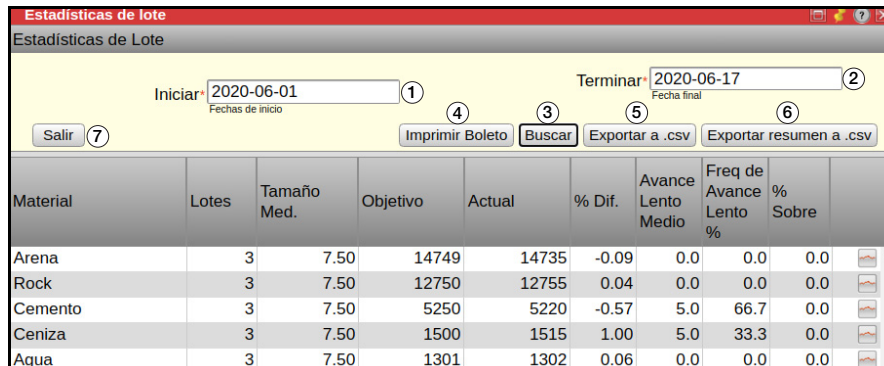 Estadísticas de lote
Estadísticas de Lote
Iniciar* 2020-06-01 1 Terminar* 2020-06-17 2
Fechas de inicio Fecha final
4 3 5 6
Salir 7 Imprimir Boleto Buscar Exportar a .csv Exportar resumen a .csv
Material Lotes Tamaño Med. Objetivo Actual % Dif. Avance Lento Medio Freq de Avance Lento % % Sobre
Arena 3 7.50 14749 14735 -0.09 0.0 0.0 0.0
Rock 3 7.50 12750 12755 0.04 0.0 0.0 0.0
Cemento 3 7.50 5250 5220 -0.57 5.0 66.7 0.0
Ceniza 3 7.50 1500 1515 1.00 5.0 33.3 0.0
Agua 3 7.50 1301 1302 0.06 0.0 0.0 0.0